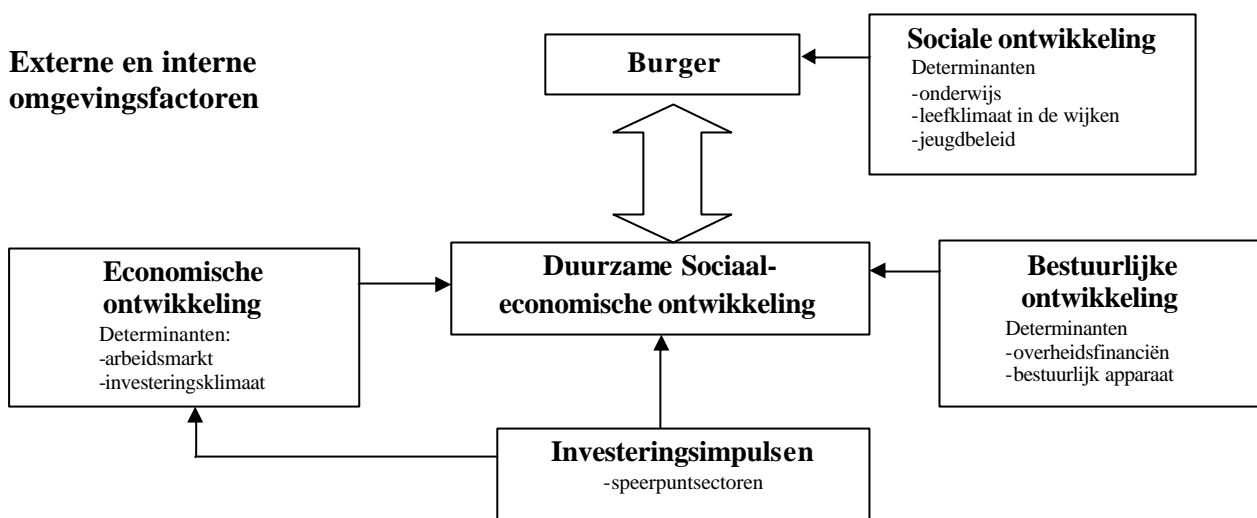 Externe en interne
omgevingsfactoren
Burger
Sociale ontwikkeling
Determinanten
-onderwijs
-leefklimaat in de wijken
-jeugdbeleid
Economische
ontwikkeling
Determinanten:
-arbeidsmarkt
-investeringsklimaat
Duurzame Sociaal-
economische ontwikkeling
Bestuurlijke
ontwikkeling
Determinanten
-overheidsfinanciën
-bestuurlijk apparaat
Investeringsimpulsen
-speerpuntsectoren